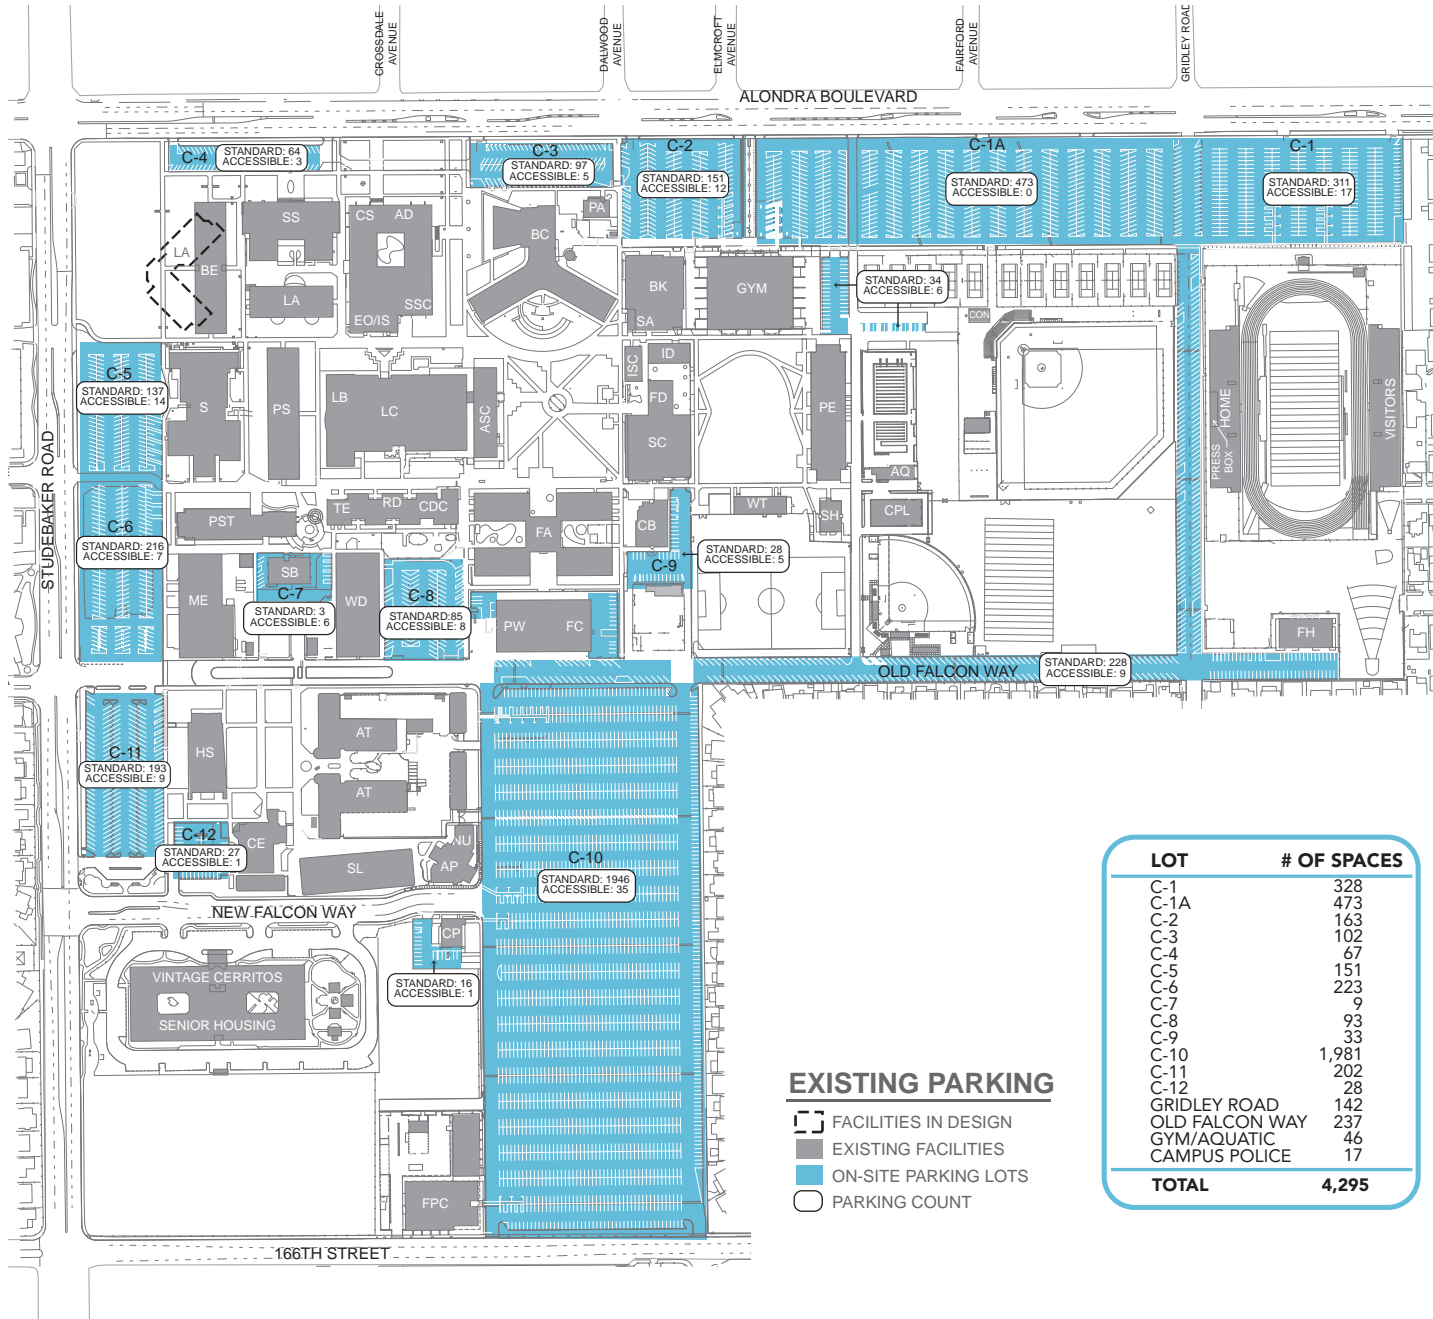 CROSSDALE
AVENUE
DALWOOD
AVENUE
ELMCROFT
AVENUE
FAIRFORD
AVENUE
GRIDLEY ROAD
ALONDRA BOULEVARD
C-4
STANDARD: 64
ACCESSIBLE: 3
C-3
STANDARD: 97
ACCESSIBLE: 5
C-2
STANDARD: 151
ACCESSIBLE: 12
C-1A
STANDARD: 473
ACCESSIBLE: 0
C-1
STANDARD: 311
ACCESSIBLE: 17
LA
BE
SS
LA
CS
AD
SSC
EO/IS
BC
PA
BK
SA
GYM
STANDARD: 34
ACCESSIBLE: 6
CON
C-5
STANDARD: 137
ACCESSIBLE: 14
S
PS
LB
LC
ASC
ISC
ID
FD
SC
PE
AQ
HOME
PRESS
BOX
VISITORS
STUDEBAKER ROAD
C-6
STANDARD: 216
ACCESSIBLE: 7
PST
TE
RD
CDC
FA
CB
WT
SH
CPL
STANDARD: 28
ACCESSIBLE: 5
C-9
ME
SB
C-7
STANDARD: 3
ACCESSIBLE: 6
WD
C-8
STANDARD:85
ACCESSIBLE: 8
PW
FC
FH
OLD FALCON WAY
STANDARD: 228
ACCESSIBLE: 9
C-11
STANDARD: 193
ACCESSIBLE: 9
HS
AT
AT
C-12
STANDARD: 27
ACCESSIBLE: 1
CE
SL
NU
AP
C-10
STANDARD: 1946
ACCESSIBLE: 35
NEW FALCON WAY
CP
STANDARD: 16
ACCESSIBLE: 1
VINTAGE CERRITOS
SENIOR HOUSING
FPC
166TH STREET
EXISTING PARKING
FACILITIES IN DESIGN
EXISTING FACILITIES
ON-SITE PARKING LOTS
PARKING COUNT
LOT # OF SPACES
C-1 328
C-1A 473
C-2 163
C-3 102
C-4 67
C-5 151
C-6 223
C-7 9
C-8 93
C-9 33
C-10 1,981
C-11 202
C-12 28
GRIDLEY ROAD 142
OLD FALCON WAY 237
GYM/AQUATIC 46
CAMPUS POLICE 17
TOTAL 4,295